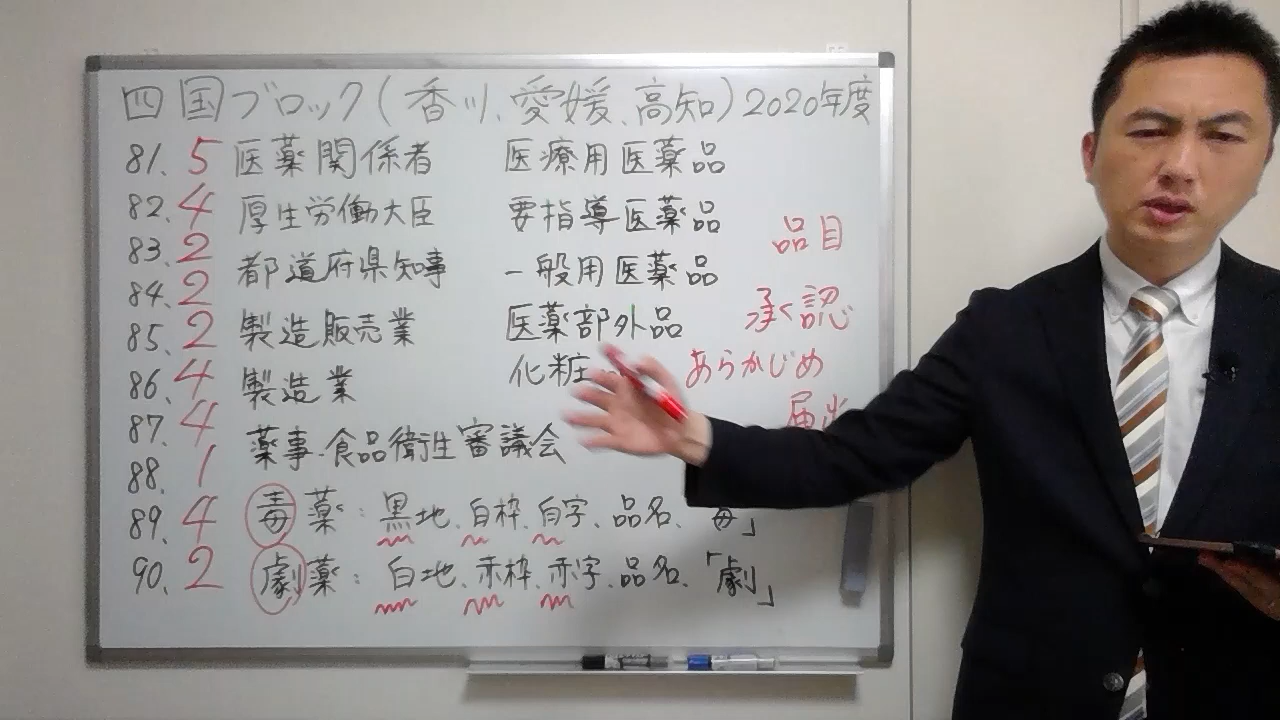 四国ブロック(香川、愛媛、高知)2020年度
81. 5 医薬関係者 医療用医薬品
82. 4 厚生労働大臣 要指導医薬品
品目
83. 2 都道府県知事 一般用医薬品
84. 2
承認
85. 2 製造販売業 医薬部外品
86. 4 製造業 化粧
あらかじめ
届出
87. 4
88. 1 薬事・食品衛生審議会
89. 4 毒薬:黒地、白枠、白字、品名、「毒」
90. 2 劇薬:白地、赤枠、赤字、品名、「劇」